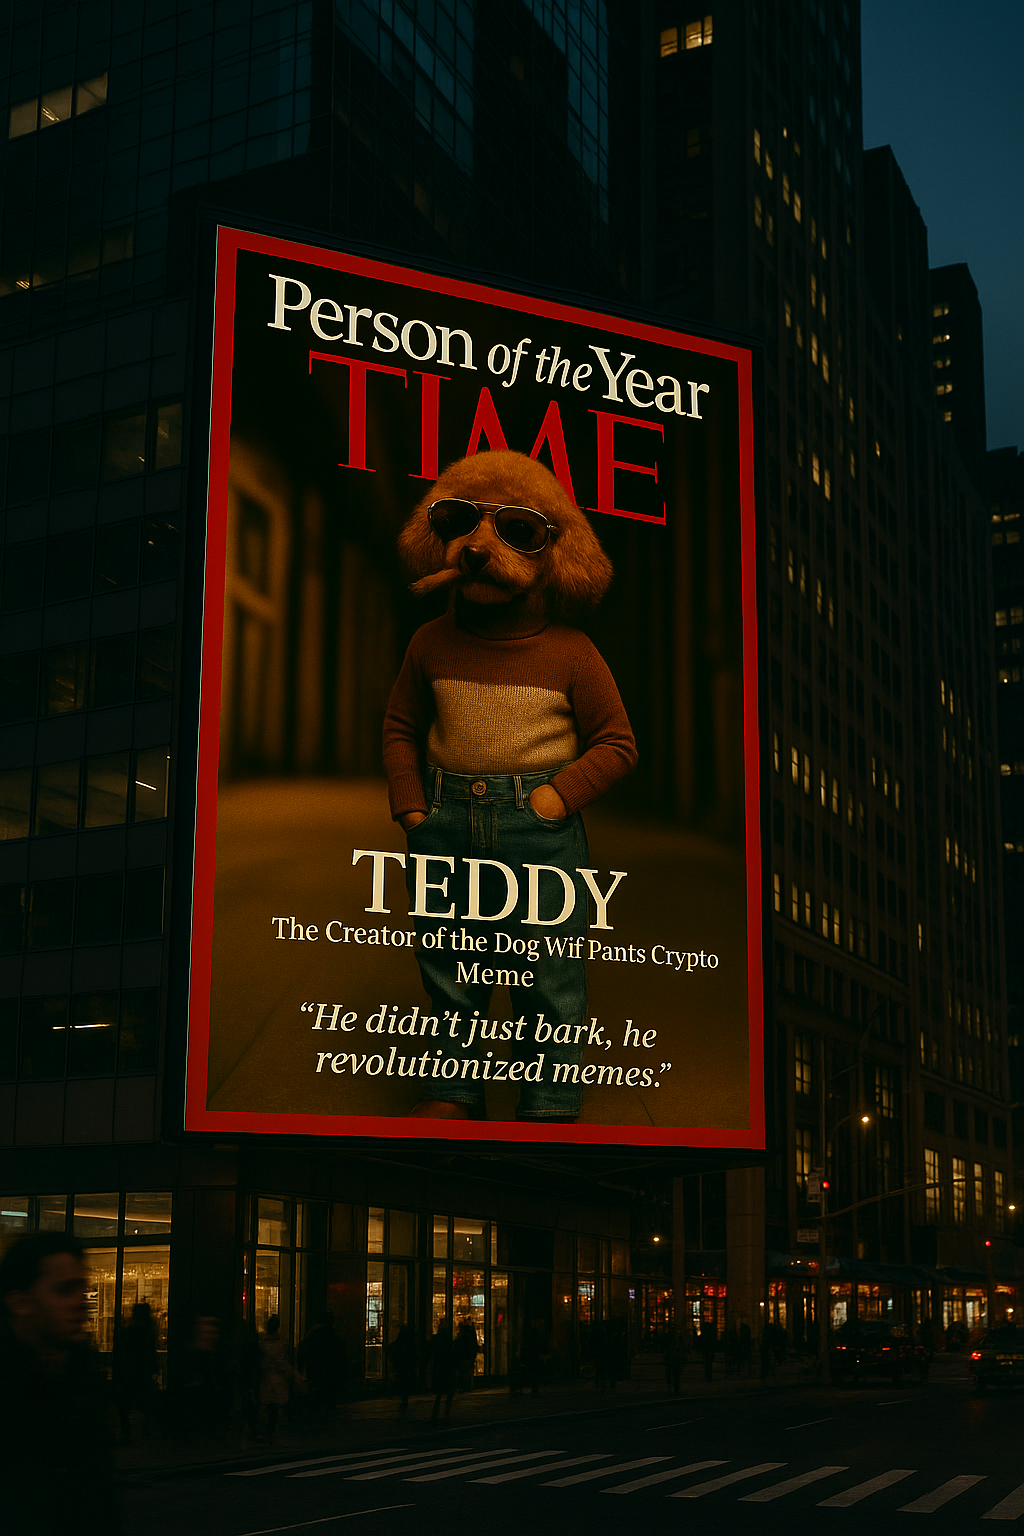 Person of the Year
TIME
TEDDY
The Creator of the Dog Wif Pants Crypto
Meme
“He didn’t just bark, he
revolutionized memes.”